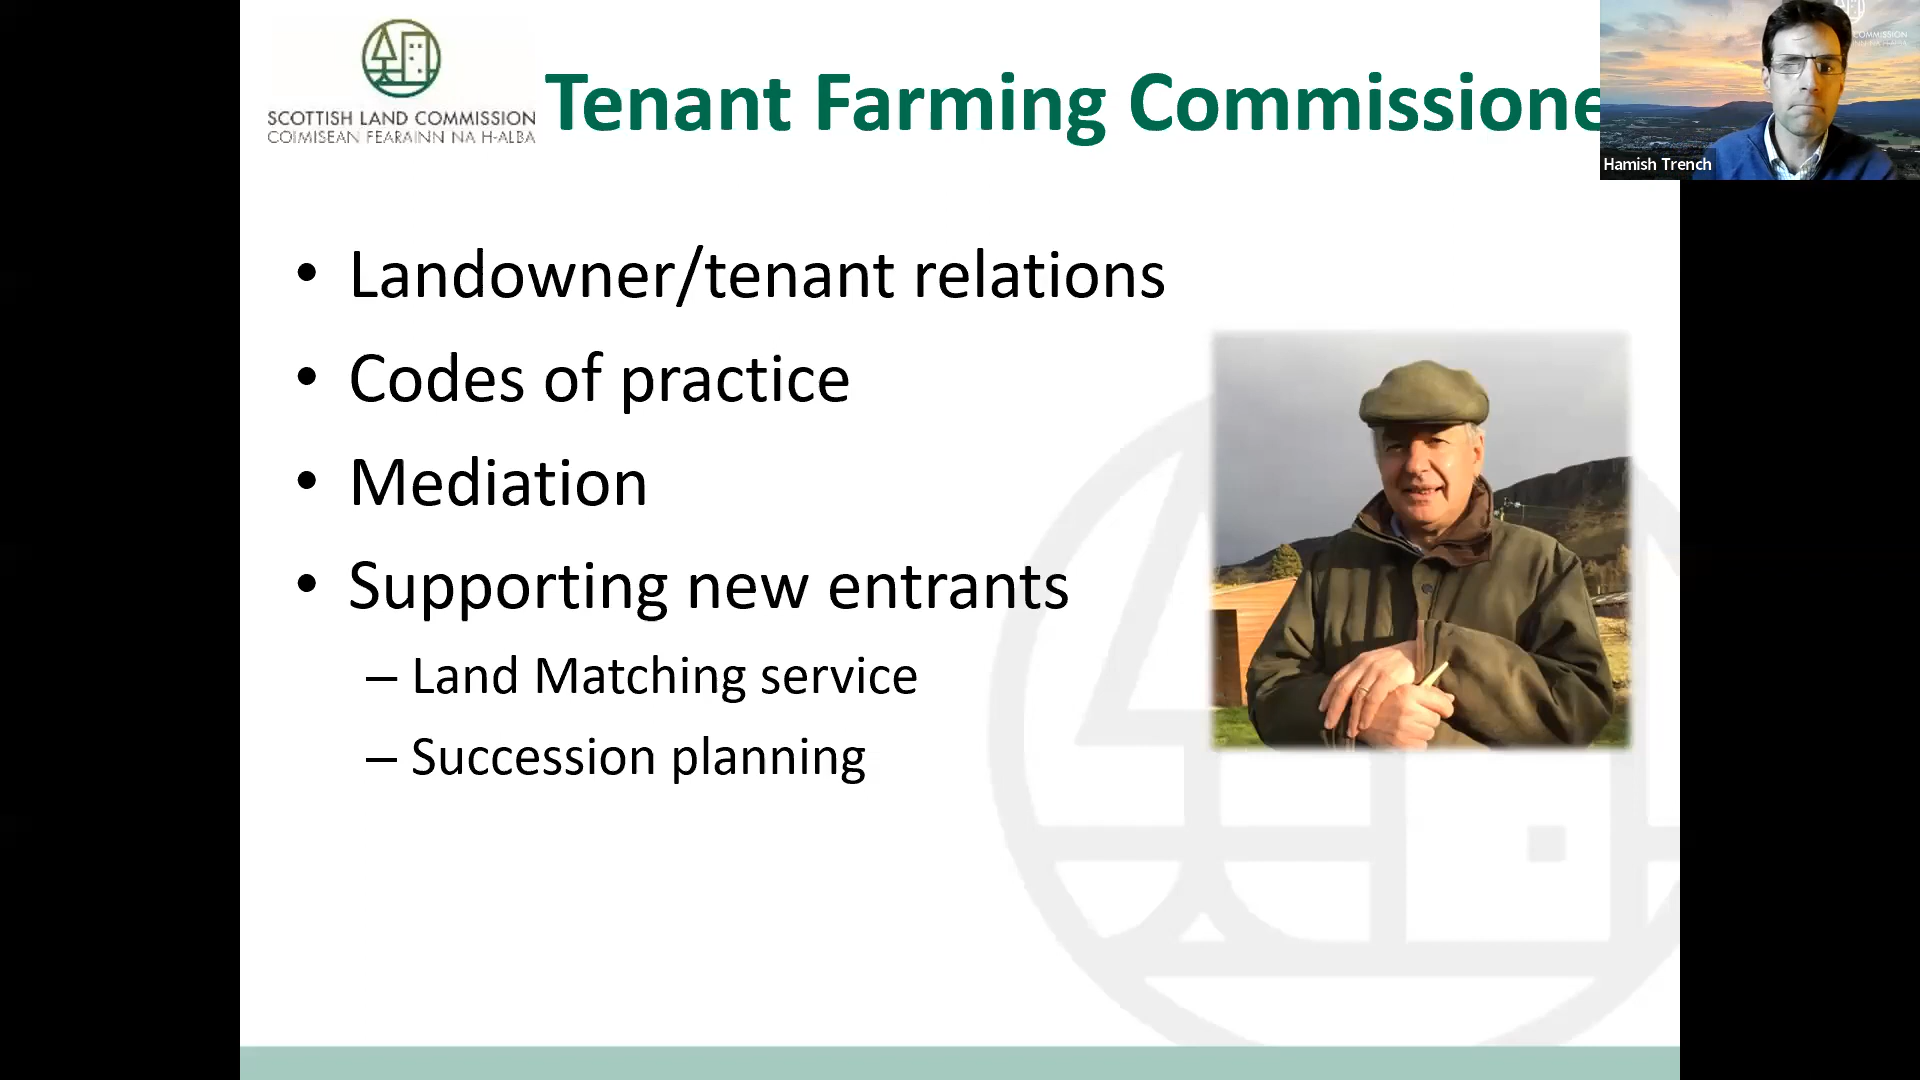 SCOTTISH LAND COMMISSION
COIMISEAN FEARAINN NA H-ALBA
Tenant Farming Commissione
COMMISSION
Hamish Trench
• Landowner/tenant relations
• Codes of practice
• Mediation
• Supporting new entrants
– Land Matching service
– Succession planning